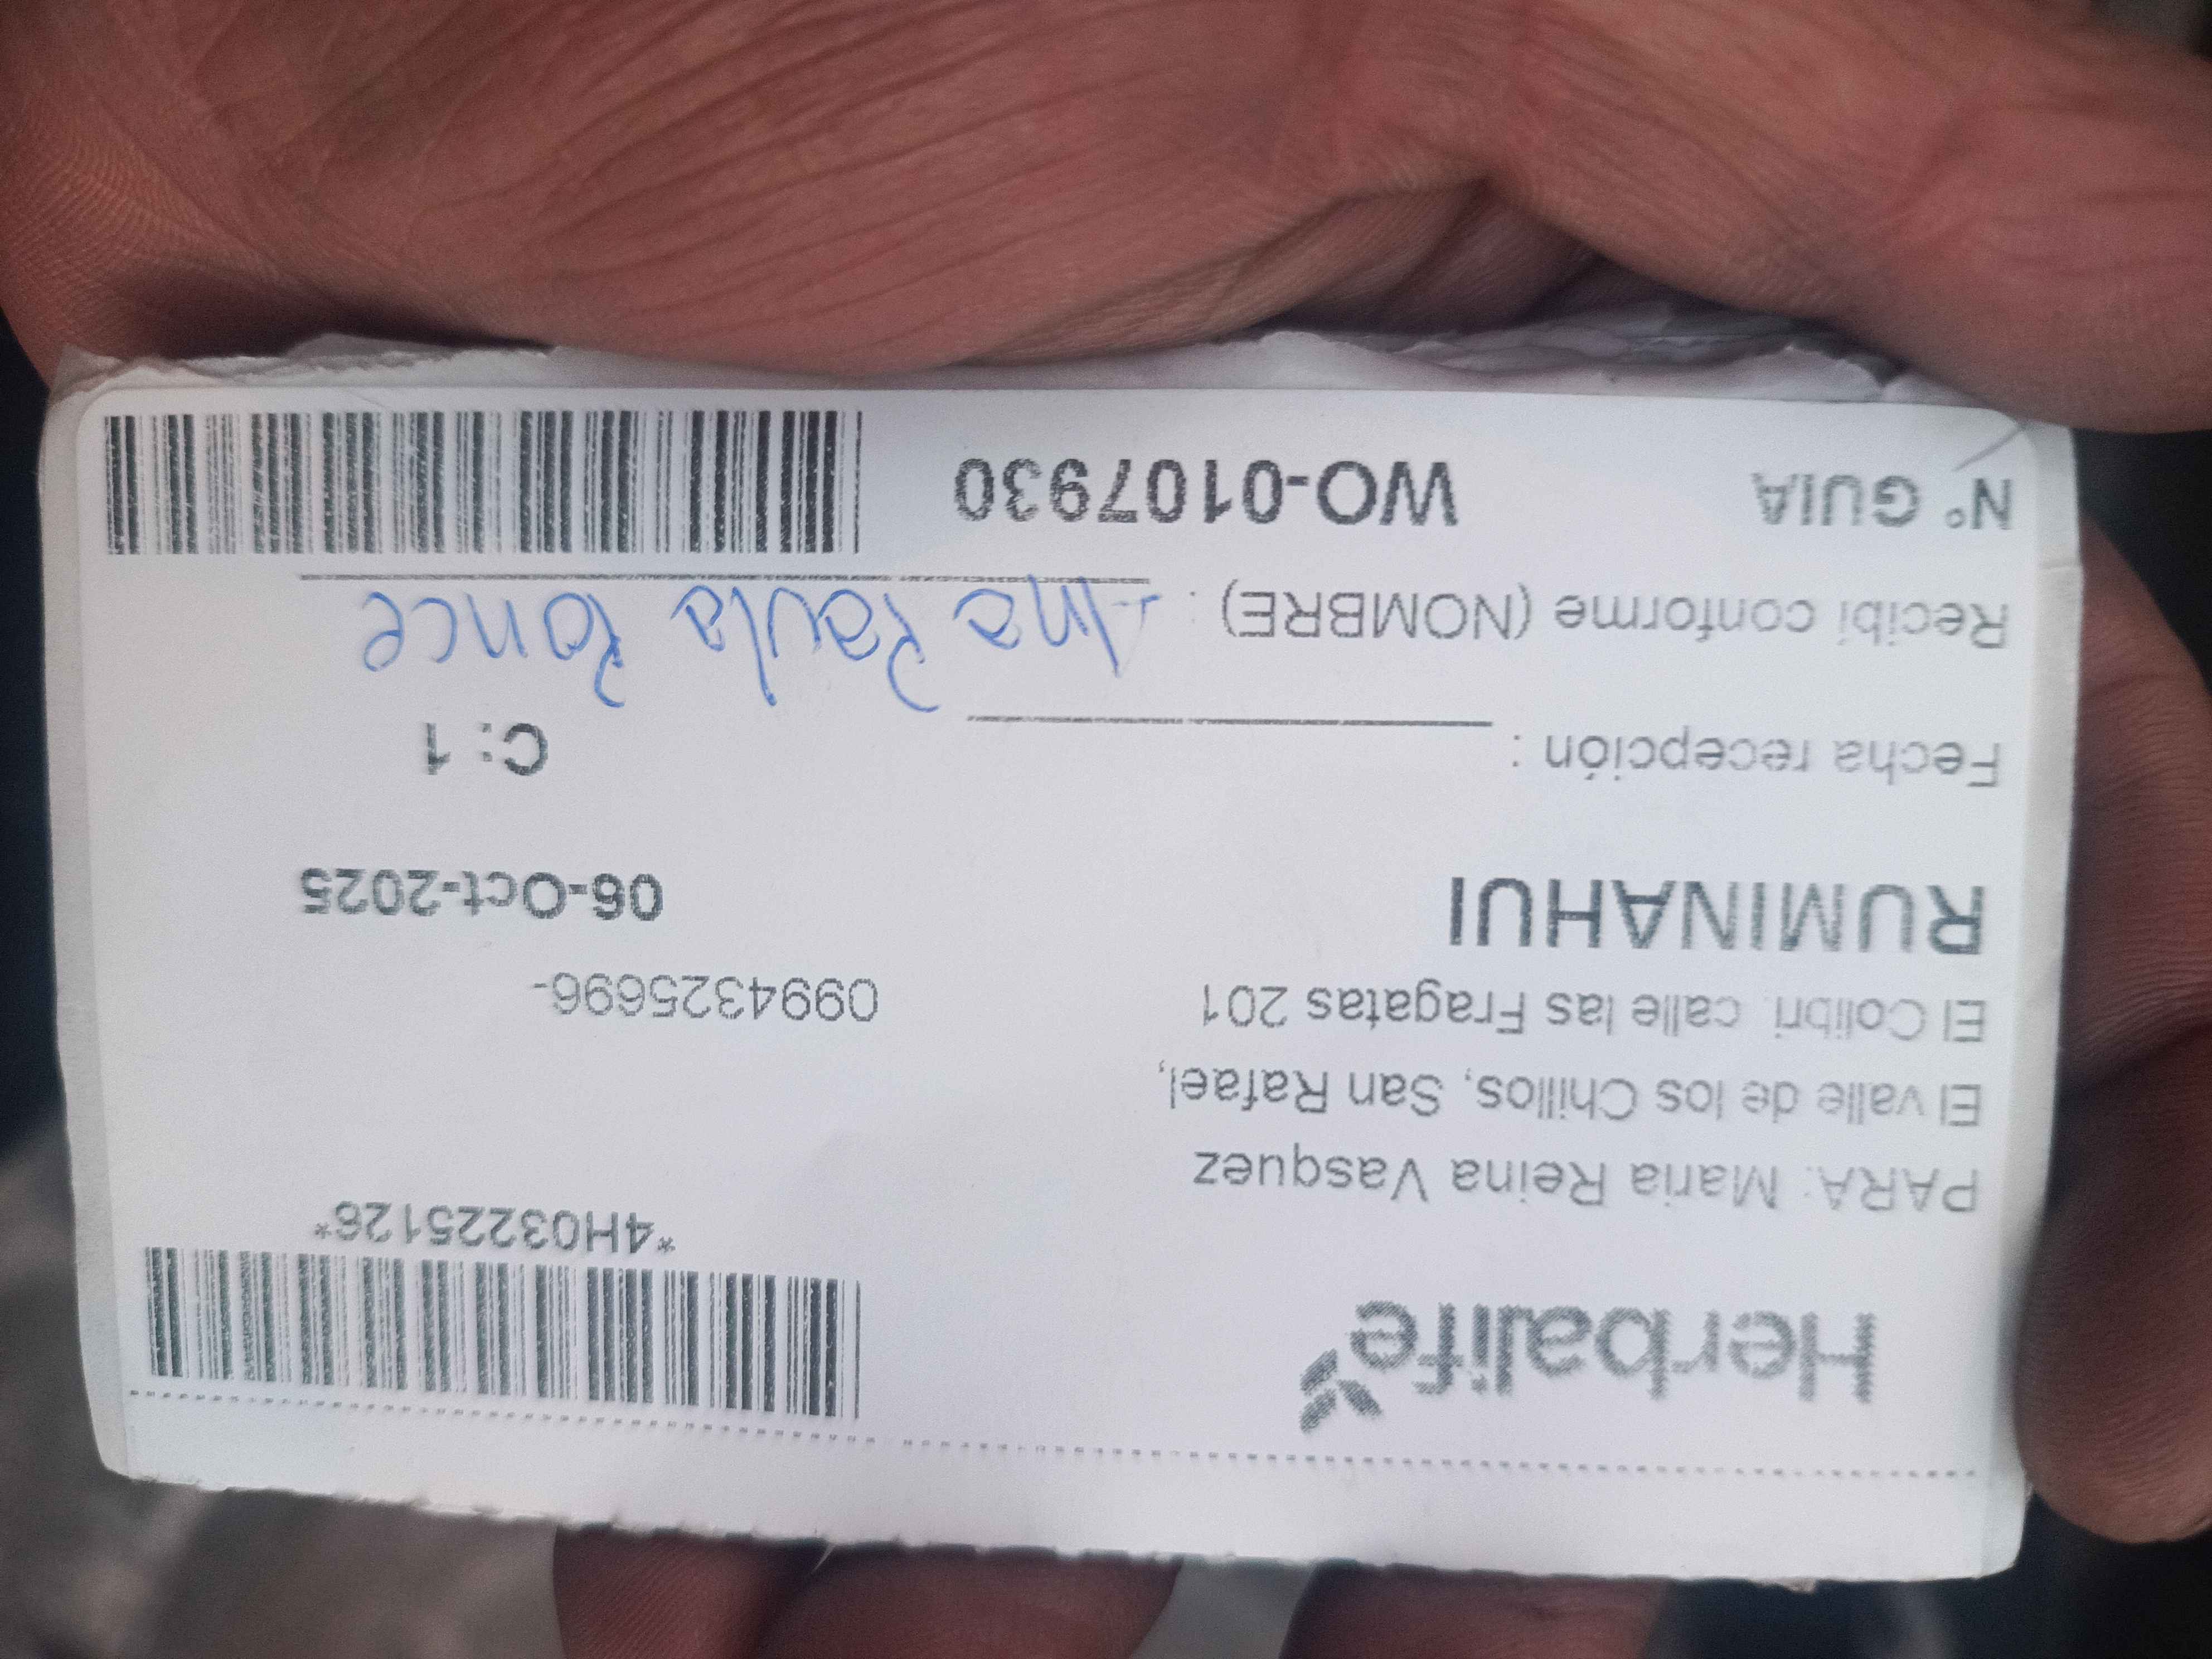 Herbalife
*4H03225126*
PARA: Maria Reina Vasquez
El valle de los Chillos, San Rafael,
El Colibri calle las Fragatas 201
0994325696-
RUMINAHUI
06-Oct-2025
Fecha recepción :
C: 1
Recibí conforme (NOMBRE) : Ana Paula Ponce
N° GUIA WO-0107930